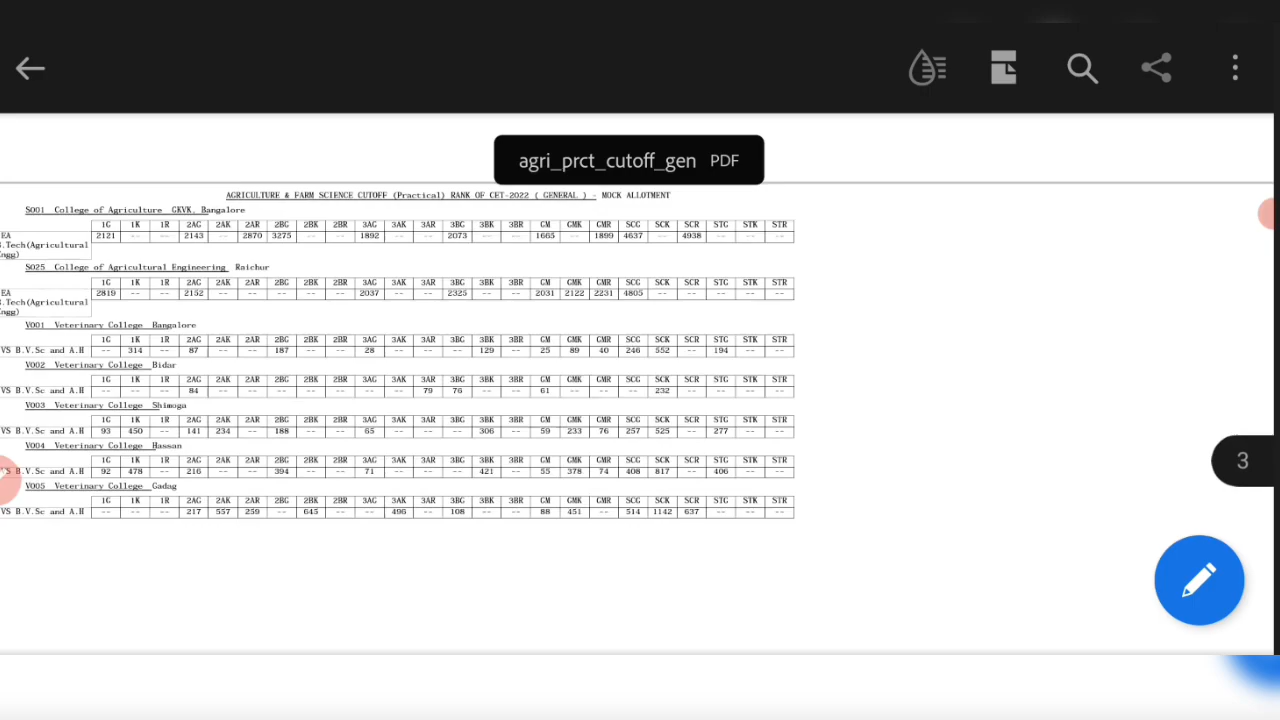 agri_prct_cutoff_gen PDF
AGRICULTURE & FARM SCIENCE CUTOFF (Practical) RANK OF CET-2022 ( GENERAL ) - MOCK ALLOTMENT
S001 College of Agriculture GKVK, Bangalore
1G 1K 1R 2AG 2AK 2AR 2BG 2BK 2BR 3AG 3AK 3AR 3BG 3BK 3BR GM GMK GMR SCG SCK SCR STG STK STR
EA 2121 -- -- 2143 -- 2870 3275 -- -- 1892 -- -- 2073 -- -- 1665 -- 1899 4637 -- 4938 -- -- --
.Tech(Agricultural
ngg)
S025 College of Agricultural Engineering Raichur
1G 1K 1R 2AG 2AK 2AR 2BG 2BK 2BR 3AG 3AK 3AR 3BG 3BK 3BR GM GMK GMR SCG SCK SCR STG STK STR
EA 2819 -- -- 2152 -- -- -- -- -- 2037 -- -- 2325 -- -- 2031 2122 2231 4805 -- -- -- -- --
.Tech(Agricultural
ngg)
V001 Veterinary College Bangalore
1G 1K 1R 2AG 2AK 2AR 2BG 2BK 2BR 3AG 3AK 3AR 3BG 3BK 3BR GM GMK GMR SCG SCK SCR STG STK STR
VS B.V.Sc and A.H -- 314 -- 87 -- -- 187 -- -- 28 -- -- -- 129 -- 25 89 40 246 552 -- 194 -- --
V002 Veterinary College Bidar
1G 1K 1R 2AG 2AK 2AR 2BG 2BK 2BR 3AG 3AK 3AR 3BG 3BK 3BR GM GMK GMR SCG SCK SCR STG STK STR
VS B.V.Sc and A.H -- -- -- 84 -- -- -- -- -- -- -- 79 76 -- -- 61 -- -- -- 232 -- -- -- --
V003 Veterinary College Shimoga
1G 1K 1R 2AG 2AK 2AR 2BG 2BK 2BR 3AG 3AK 3AR 3BG 3BK 3BR GM GMK GMR SCG SCK SCR STG STK STR
VS B.V.Sc and A.H 93 450 -- 141 234 -- 188 -- -- 65 -- -- -- 306 -- 59 233 76 257 525 -- 277 -- --
V004 Veterinary College Hassan
1G 1K 1R 2AG 2AK 2AR 2BG 2BK 2BR 3AG 3AK 3AR 3BG 3BK 3BR GM GMK GMR SCG SCK SCR STG STK STR
VS B.V.Sc and A.H 92 478 -- 216 -- -- 394 -- -- 71 -- -- -- 421 -- 55 378 74 408 817 -- 406 -- --
3
V005 Veterinary College Gadag
1G 1K 1R 2AG 2AK 2AR 2BG 2BK 2BR 3AG 3AK 3AR 3BG 3BK 3BR GM GMK GMR SCG SCK SCR STG STK STR
VS B.V.Sc and A.H -- -- -- 217 557 259 -- 645 -- -- 496 -- 108 -- -- 88 451 -- 514 1142 637 -- -- --